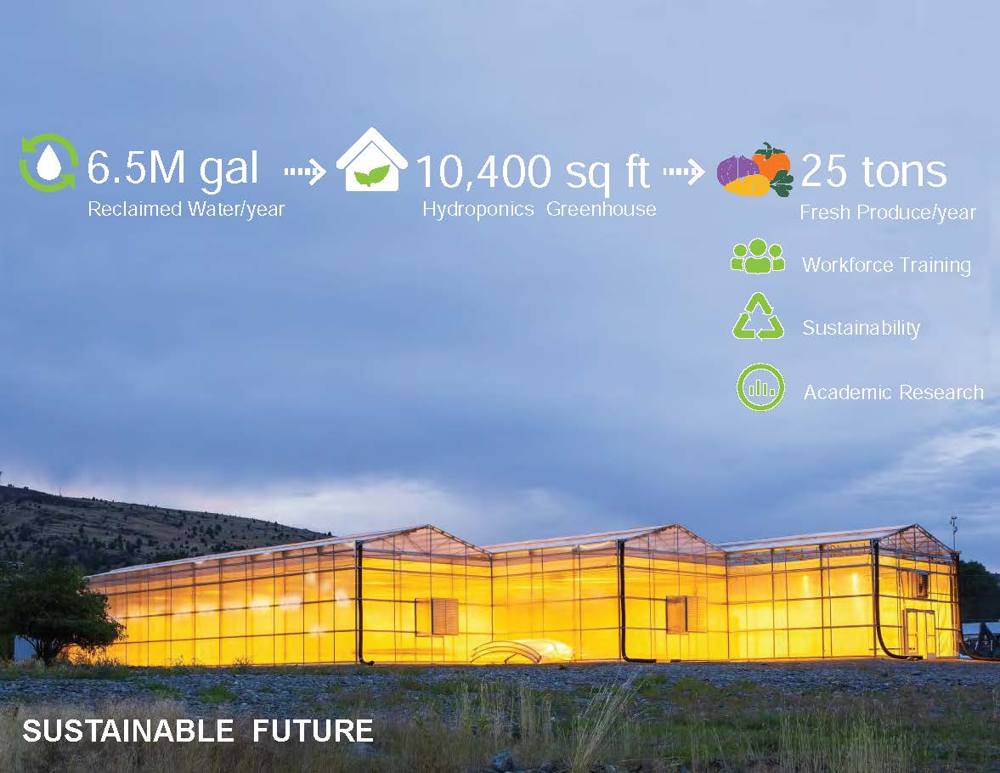 6.5M gal
Reclaimed Water/year
10,400 sq ft
Hydroponics Greenhouse
25 tons
Fresh Produce/year
Workforce Training
Sustainability
Academic Research
SUSTAINABLE FUTURE